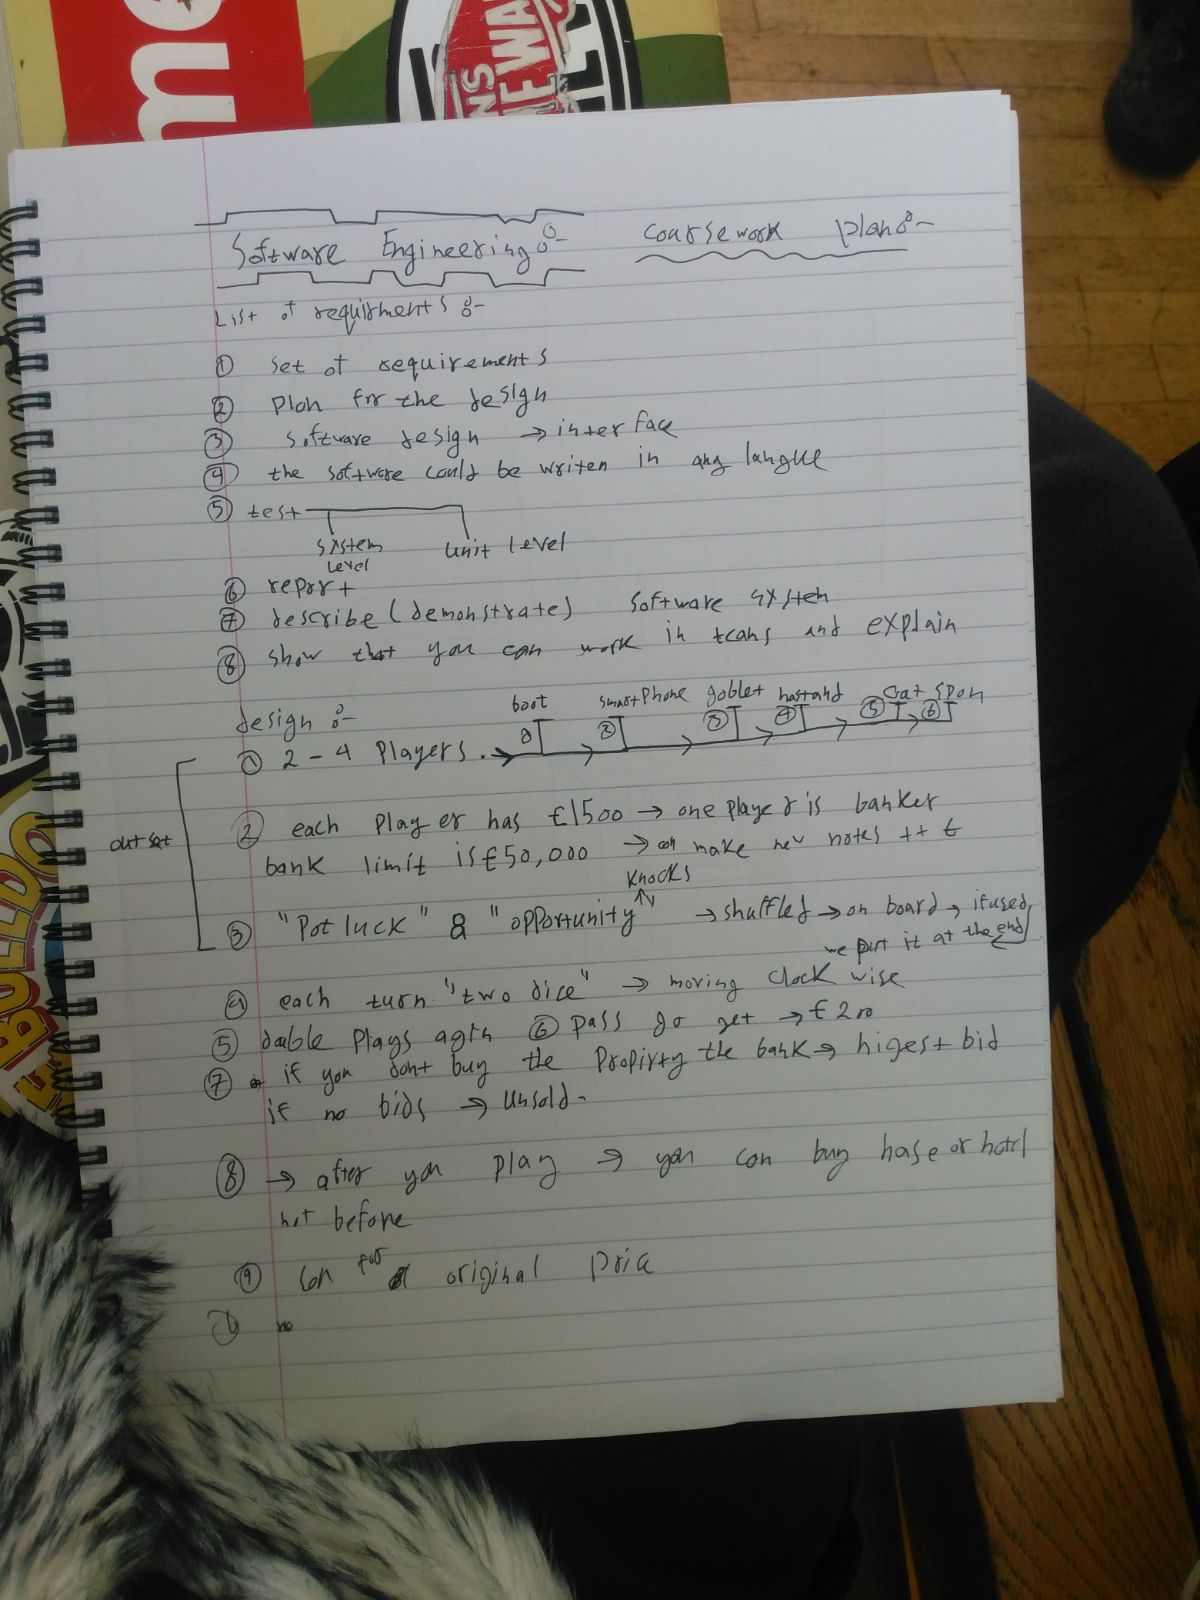 Software Engineering :-
coursework plan :-
List of requirments :-
① set of requirements
② plan for the design
③ software design → interface
④ the software could be writen in any langue
⑤ test
system level
unit level
⑥ report
⑦ describe (demonstrate) software system
⑧ show that you can work in teams and explain
design :-
boot smartphone goblet hastand cat spon
① 2 - 4 Players . → ② ③ ④ ⑤ ⑥
out set
② each player has £1500 → one player is banker
bank limit is £50,000 → can make new notes ++ £
knocks
③ "Pot luck" & "opportunity" → shuffled → on board → if used
we put it at the end
④ each turn "two dice" → moving clock wise
⑤ double plays agin ⑥ pass go get → £200
⑦ if you dont buy the Propirty the bank → higest bid
if no bids → unsold.
⑧ → after you play → you can buy hase or hotel
not before
⑨ for original price
no